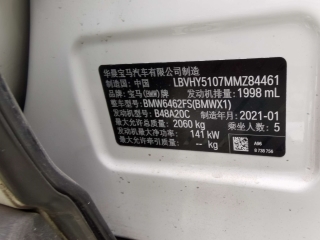 华晨宝马汽车有限公司制造
制造国：中国 LBVHY5107MMZ84461
品牌：宝马(BMW)牌 发动机排量：1998 mL
整车型号：BMW6462FS(BMWX1)
发动机型号：B48A20C 制造年月：2021-01
最大允许总质量：2060 kg 乘坐人数：5
发动机最大净功率：141 kW
最大允许牵引质量：-- kg